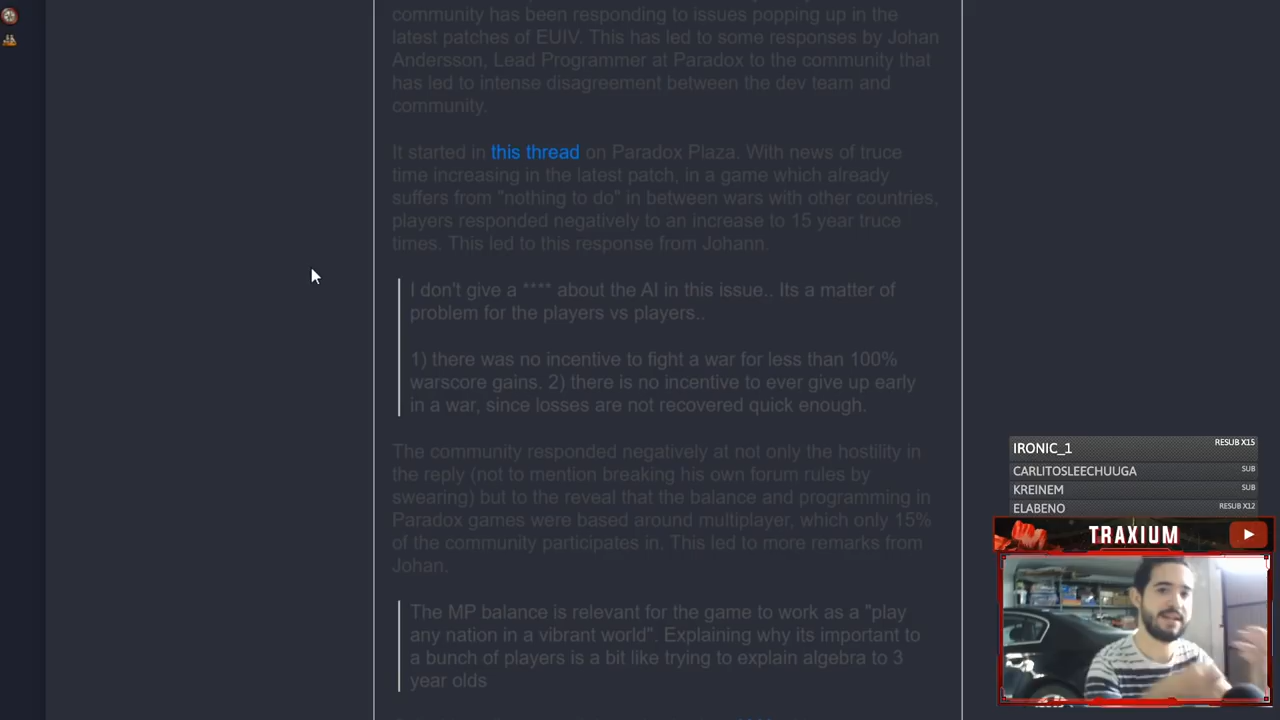 community has been responding to issues popping up in the
latest patches of EUIV. This has led to some responses by Johan
Andersson, Lead Programmer at Paradox to the community that
has led to intense disagreement between the dev team and
community.
It started in this thread on Paradox Plaza. With news of truce
time increasing in the latest patch, in a game which already
suffers from "nothing to do" in between wars with other countries,
players responded negatively to an increase to 15 year truce
times. This led to this response from Johann.
I don't give a **** about the AI in this issue.. Its a matter of
problem for the players vs players..
1) there was no incentive to fight a war for less than 100%
warscore gains. 2) there is no incentive to ever give up early
in a war, since losses are not recovered quick enough.
The community responded negatively at not only the hostility in
the reply (not to mention breaking his own forum rules by
swearing) but to the reveal that the balance and programming in
Paradox games were based around multiplayer, which only 15%
of the community participates in. This led to more remarks from
Johan.
The MP balance is relevant for the game to work as a "play
any nation in a vibrant world". Explaining why its important to
a bunch of players is a bit like trying to explain algebra to 3
year olds
IRONIC_1 RESUB X15
CARLITOSLEECHUUGA SUB
KREINEM SUB
ELABENO RESUB X12
TRAXIUM